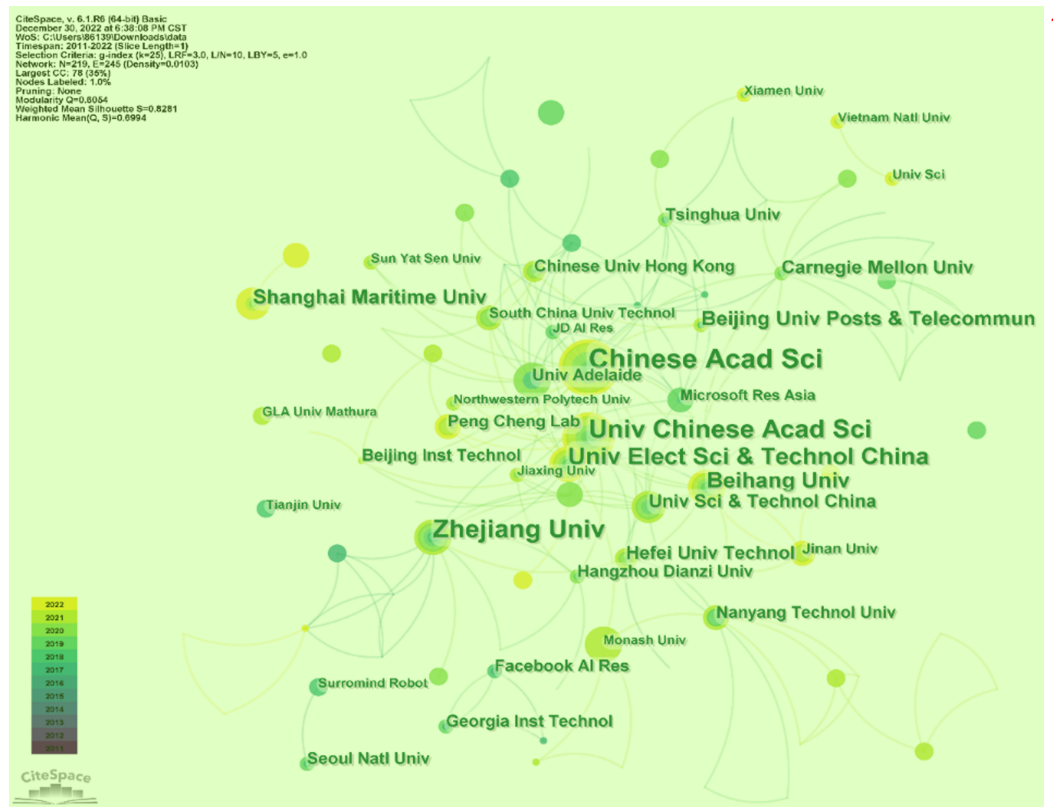 CiteSpace, v. 6.1.R6 (64-bit) Basic
December 30, 2022 at 6:38:08 PM CST
WoS: C:\Users\86139\Downloads\data
Timespan: 2011-2022 (Slice Length=1)
Selection Criteria: g-index (k=25), LRF=3.0, L/N=10, LBY=5, e=1.0
Network: N=219, E=245 (Density=0.0103)
Largest CC: 78 (35%)
Nodes Labeled: 1.0%
Pruning: None
Modularity Q=0.6054
Weighted Mean Silhouette S=0.8281
Harmonic Mean(Q, S)=0.6994
Xiamen Univ
Vietnam Natl Univ
Univ Sci
Tsinghua Univ
Sun Yat Sen Univ
Chinese Univ Hong Kong
Carnegie Mellon Univ
Shanghai Maritime Univ
South China Univ Technol
Beijing Univ Posts & Telecommun
JD AI Res
Chinese Acad Sci
Univ Adelaide
Microsoft Res Asia
Northwestern Polytech Univ
GLA Univ Mathura
Peng Cheng Lab
Univ Chinese Acad Sci
Beijing Inst Technol
Univ Elect Sci & Technol China
Jiaxing Univ
Beihang Univ
Tianjin Univ
Univ Sci & Technol China
Zhejiang Univ
Hefei Univ Technol
Jinan Univ
Hangzhou Dianzi Univ
Nanyang Technol Univ
Monash Univ
Facebook AI Res
Surromind Robot
Georgia Inst Technol
Seoul Natl Univ
2022
2021
2020
2019
2018
2017
2016
2015
2014
2013
2012
2011
CiteSpace